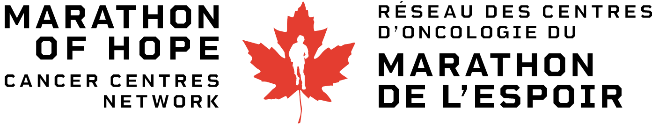 MARATHON
OF HOPE
CANCER CENTRES
NETWORK
RÉSEAU DES CENTRES
D'ONCOLOGIE DU
MARATHON
DE L'ESPOIR